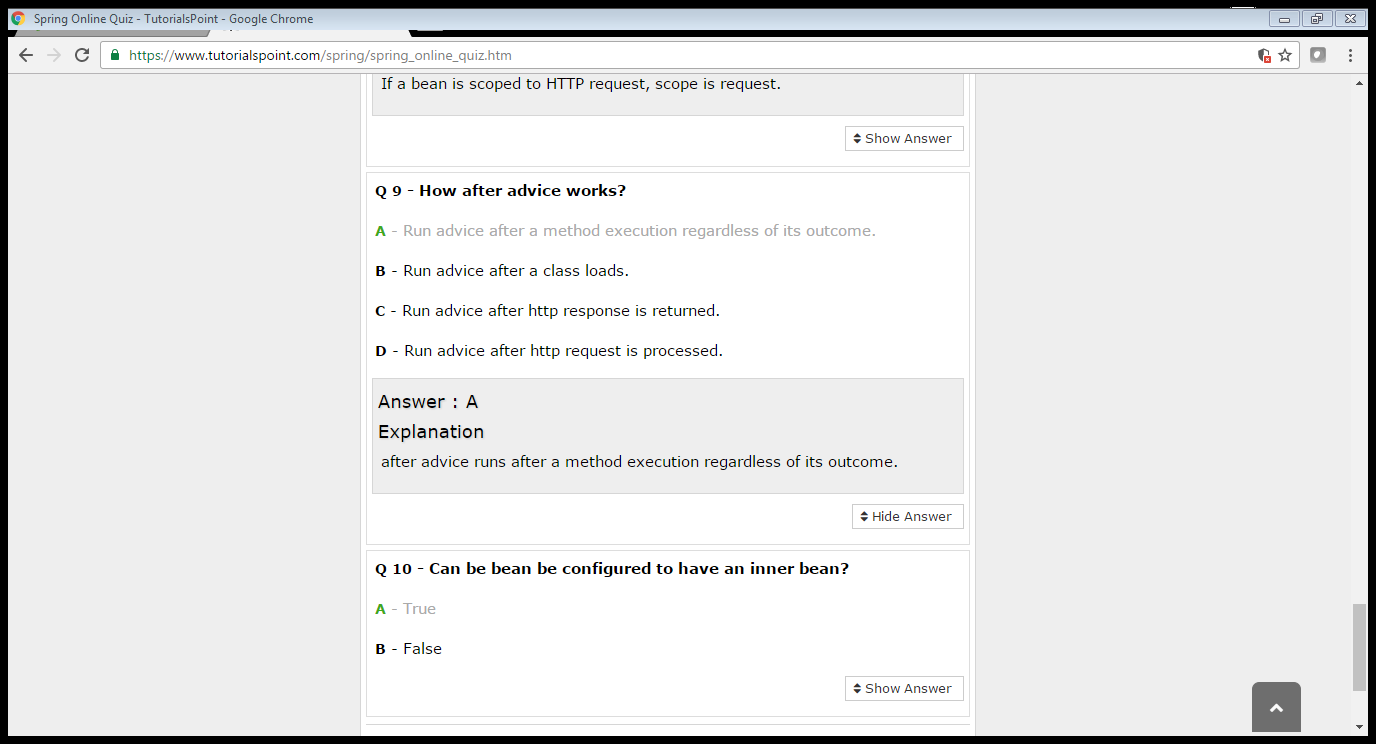 Spring Online Quiz - TutorialsPoint - Google Chrome
https://www.tutorialspoint.com/spring/spring_online_quiz.htm
If a bean is scoped to HTTP request, scope is request.
Show Answer
Q 9 - How after advice works?
A - Run advice after a method execution regardless of its outcome.
B - Run advice after a class loads.
C - Run advice after http response is returned.
D - Run advice after http request is processed.
Answer : A
Explanation
after advice runs after a method execution regardless of its outcome.
Hide Answer
Q 10 - Can be bean be configured to have an inner bean?
A - True
B - False
Show Answer